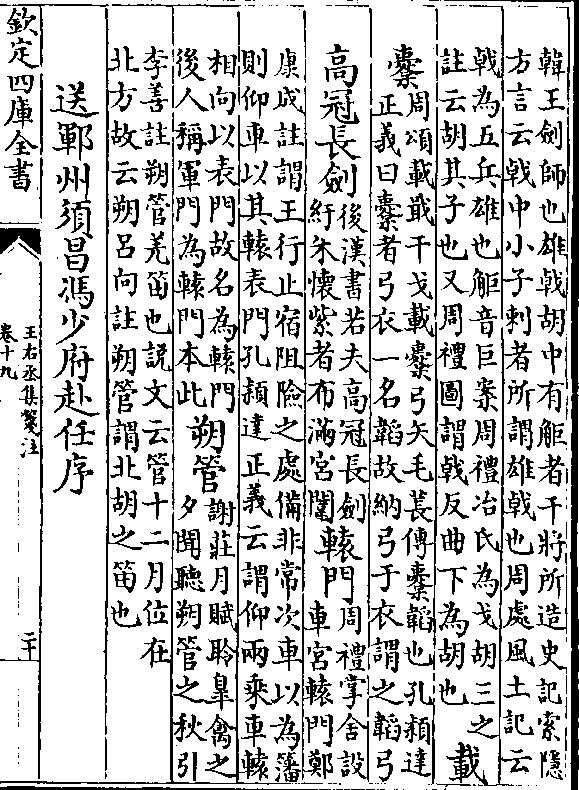 韓王劍師也雄戟胡中有𧣒者干將所造史記索隱
方言云戟中小子刺者所謂雄戟也周處風土記云
戟為五兵雄也𧣒音巨案周禮冶氏為戈胡三之
註云胡其子也又周禮圖謂戟反曲下為胡也
載
櫜
周頌載戢干戈載櫜弓矢毛萇傳櫜韜也孔穎達
正義曰櫜者弓衣一名韜故納弓于衣謂之韜弓
高冠長劍
後漢書若夫高冠長劍
紆朱懷紫者布滿宮闈
轅門
周禮掌舍設
車宮轅門鄭
康成註謂王行止宿阻險之處備非常次車以為藩
則仰車以其轅表門孔穎達正義云謂仰兩乘車轅
相向以表門故名為轅門
後人稱軍門為轅門本此
朔管
謝莊月賦聆臯禽之
夕聞聽朔管之秋引
李善註朔管羌笛也説文云管十二月位在
北方故云朔呂向註朔管謂北胡之笛也
送鄆州須昌馮少府赴任序
欽定四庫全書
王右丞集箋注
卷十九
二十